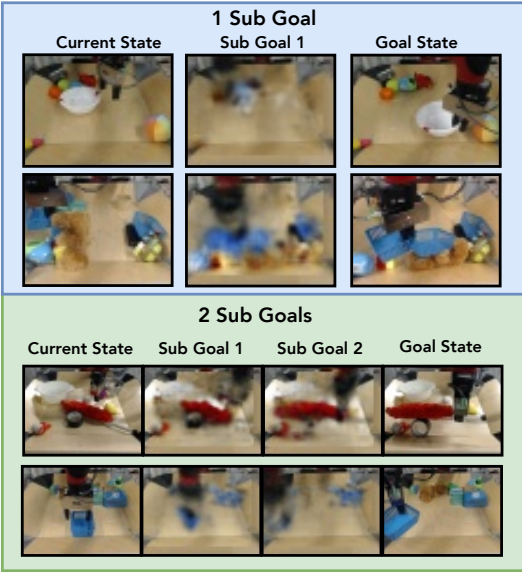 1 Sub Goal
Current State Sub Goal 1 Goal State
2 Sub Goals
Current State Sub Goal 1 Sub Goal 2 Goal State